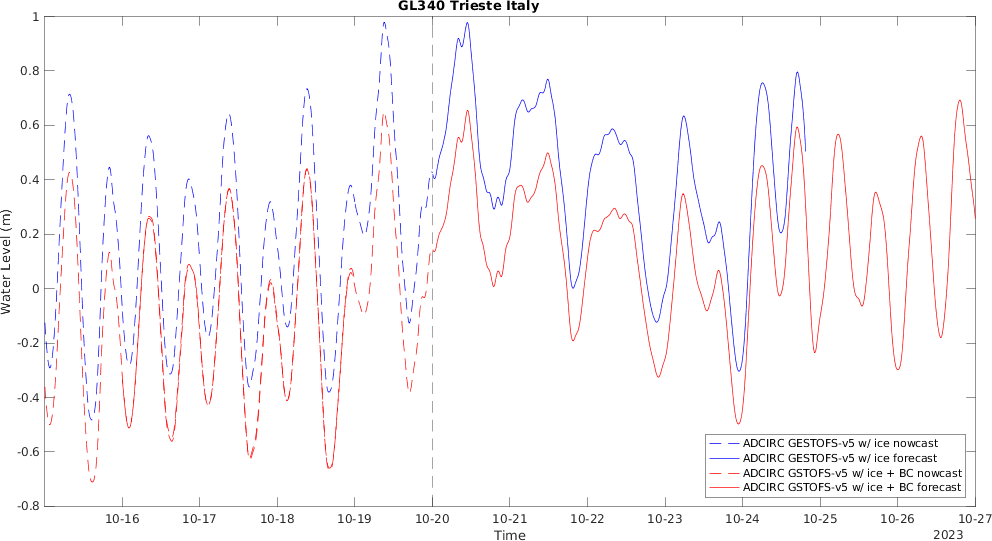 GL340 Trieste Italy
Water Level (m)
1
0.8
0.6
0.4
0.2
0
-0.2
-0.4
-0.6
-0.8
10-16 10-17 10-18 10-19 10-20 10-21 10-22 10-23 10-24 10-25 10-26 10-27
Time
2023
ADCIRC GESTOFS-v5 w/ ice nowcast
ADCIRC GESTOFS-v5 w/ ice forecast
ADCIRC GSTOFS-v5 w/ ice + BC nowcast
ADCIRC GSTOFS-v5 w/ ice + BC forecast